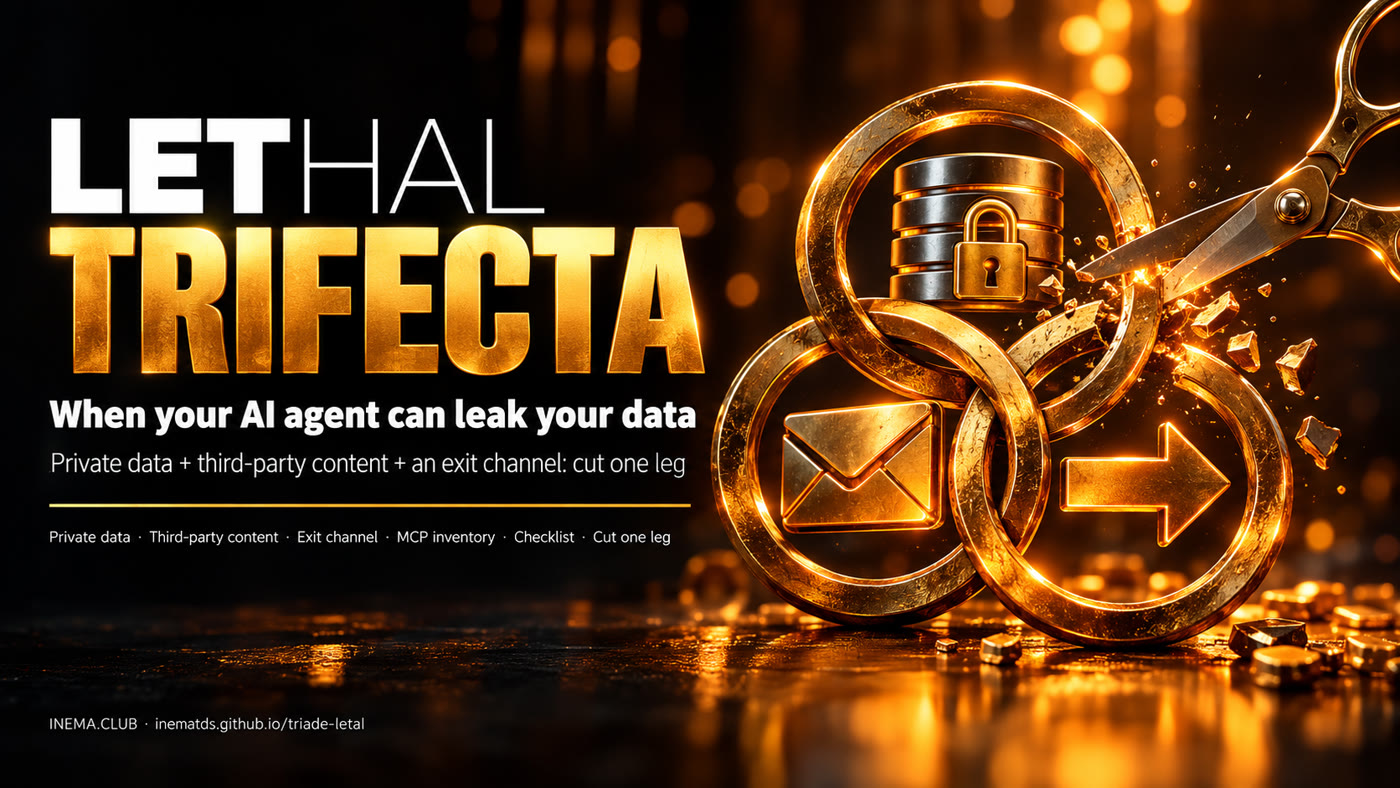 LETHAL
TRIFECTA
When your AI agent can leak your data
Private data + third-party content + an exit channel: cut one leg
Private data · Third-party content · Exit channel · MCP inventory · Checklist · Cut one leg
INEMA.CLUB · inematds.github.io/triade-letal